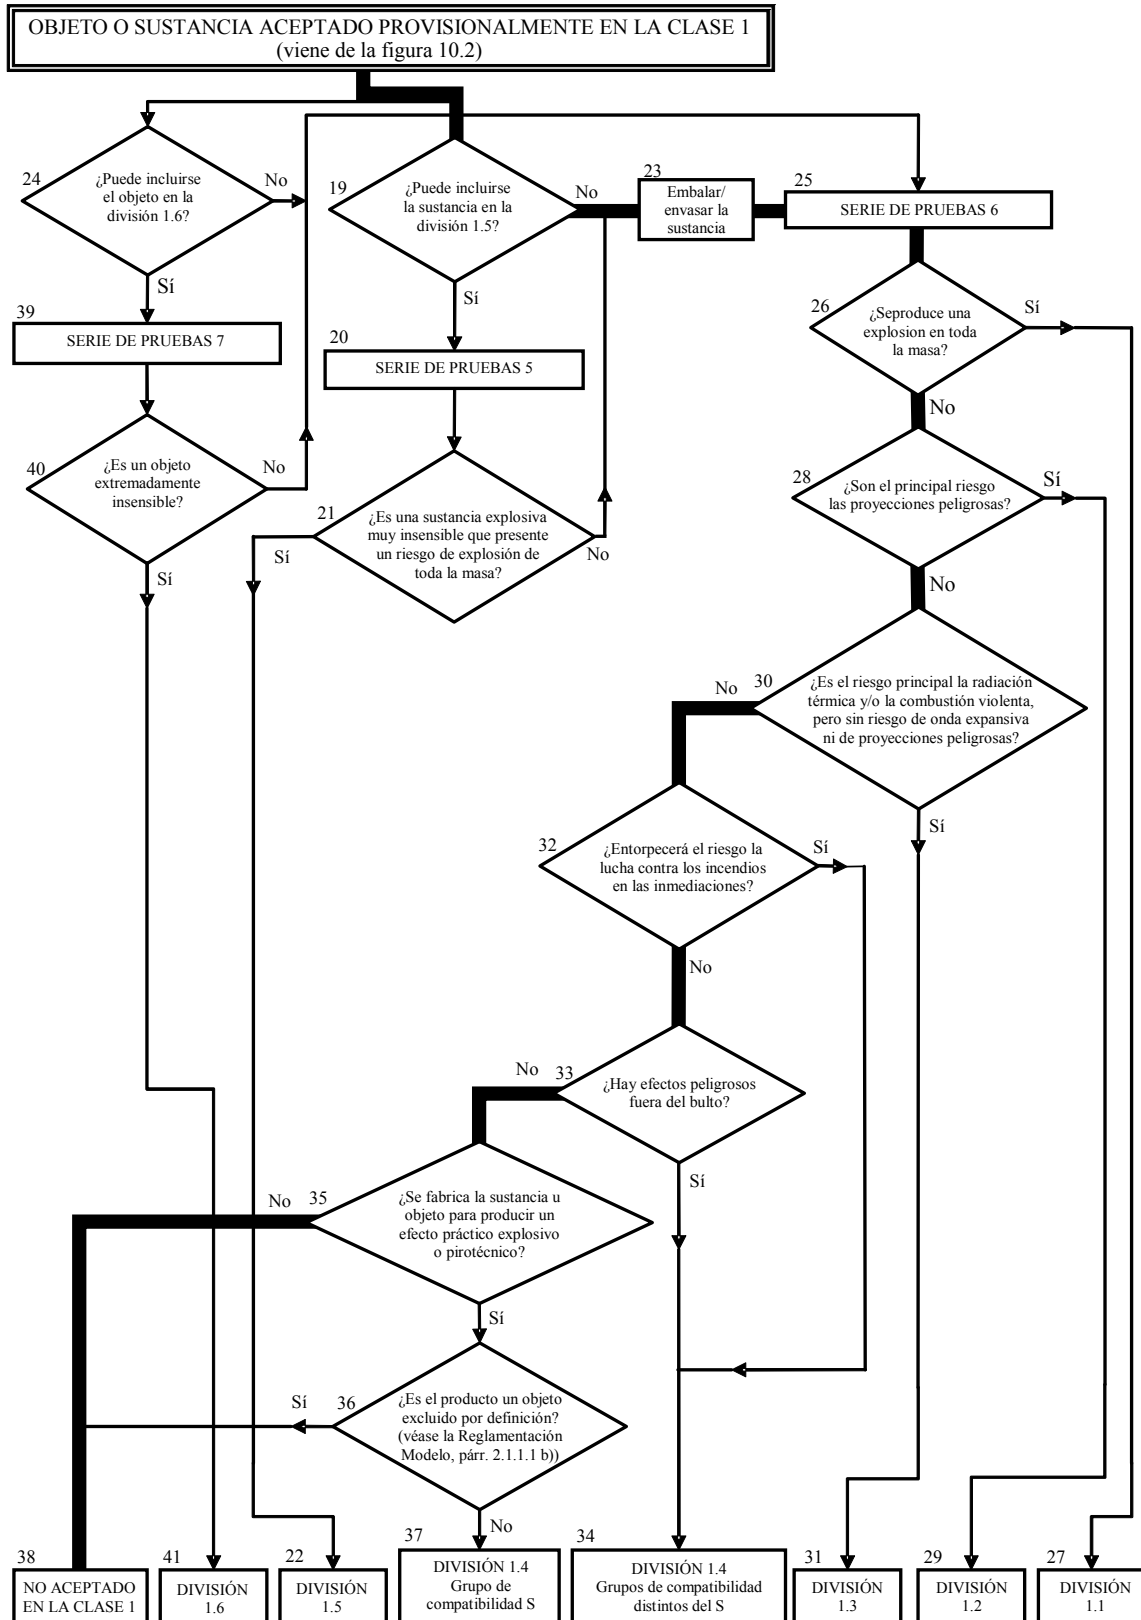 OBJETO O SUSTANCIA ACEPTADO PROVISIONALMENTE EN LA CLASE 1
(viene de la figura 10.2)
24
¿Puede incluirse
el objeto en la
división 1.6?
No
Sí
19
¿Puede incluirse
la sustancia en la
división 1.5?
No
Sí
23
Embalar/
envasar la
sustancia
25
SERIE DE PRUEBAS 6
26
¿Seproduce una
explosion en toda
la masa?
Sí
No
39
SERIE DE PRUEBAS 7
20
SERIE DE PRUEBAS 5
40
¿Es un objeto
extremadamente
insensible?
No
Sí
21
¿Es una sustancia explosiva
muy insensible que presente
un riesgo de explosión de
toda la masa?
Sí
No
28
¿Son el principal riesgo
las proyecciones peligrosas?
Sí
No
30
¿Es el riesgo principal la radiación
térmica y/o la combustión violenta,
pero sin riesgo de onda expansiva
ni de proyecciones peligrosas?
No
Sí
32
¿Entorpecerá el riesgo la
lucha contra los incendios
en las inmediaciones?
Sí
No
33
¿Hay efectos peligrosos
fuera del bulto?
No
Sí
35
¿Se fabrica la sustancia u
objeto para producir un
efecto práctico explosivo
o pirotécnico?
No
Sí
36
¿Es el producto un objeto
excluido por definición?
(véase la Reglamentación
Modelo, párr. 2.1.1.1 b))
Sí
No
38
NO ACEPTADO
EN LA CLASE 1
41
DIVISIÓN
1.6
22
DIVISIÓN
1.5
37
DIVISIÓN 1.4
Grupo de
compatibilidad S
34
DIVISIÓN 1.4
Grupos de compatibilidad
distintos del S
31
DIVISIÓN
1.3
29
DIVISIÓN
1.2
27
DIVISIÓN
1.1